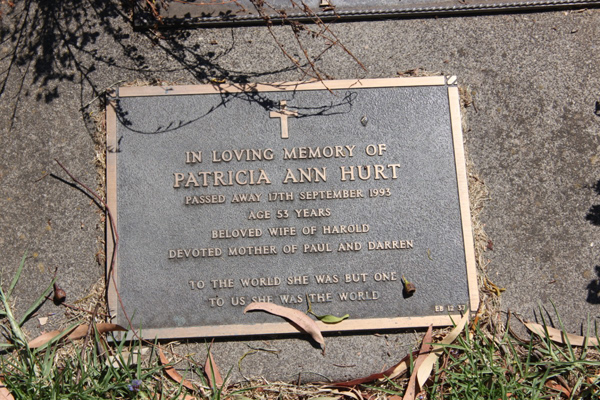 IN LOVING MEMORY OF
PATRICIA ANN HURT
PASSED AWAY 17TH SEPTEMBER 1993
AGE 53 YEARS
BELOVED WIFE OF HAROLD
DEVOTED MOTHER OF PAUL AND DARREN
TO THE WORLD SHE WAS BUT ONE
TO US SHE WAS THE WORLD